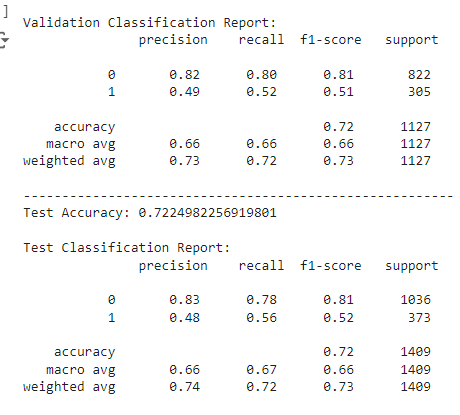 ]
Validation Classification Report:
precision recall f1-score support
0 0.82 0.80 0.81 822
1 0.49 0.52 0.51 305
accuracy 0.72 1127
macro avg 0.66 0.66 0.66 1127
weighted avg 0.73 0.72 0.73 1127
---------------------------------------------------------
Test Accuracy: 0.7224982256919801
Test Classification Report:
precision recall f1-score support
0 0.83 0.78 0.81 1036
1 0.48 0.56 0.52 373
accuracy 0.72 1409
macro avg 0.66 0.67 0.66 1409
weighted avg 0.74 0.72 0.73 1409